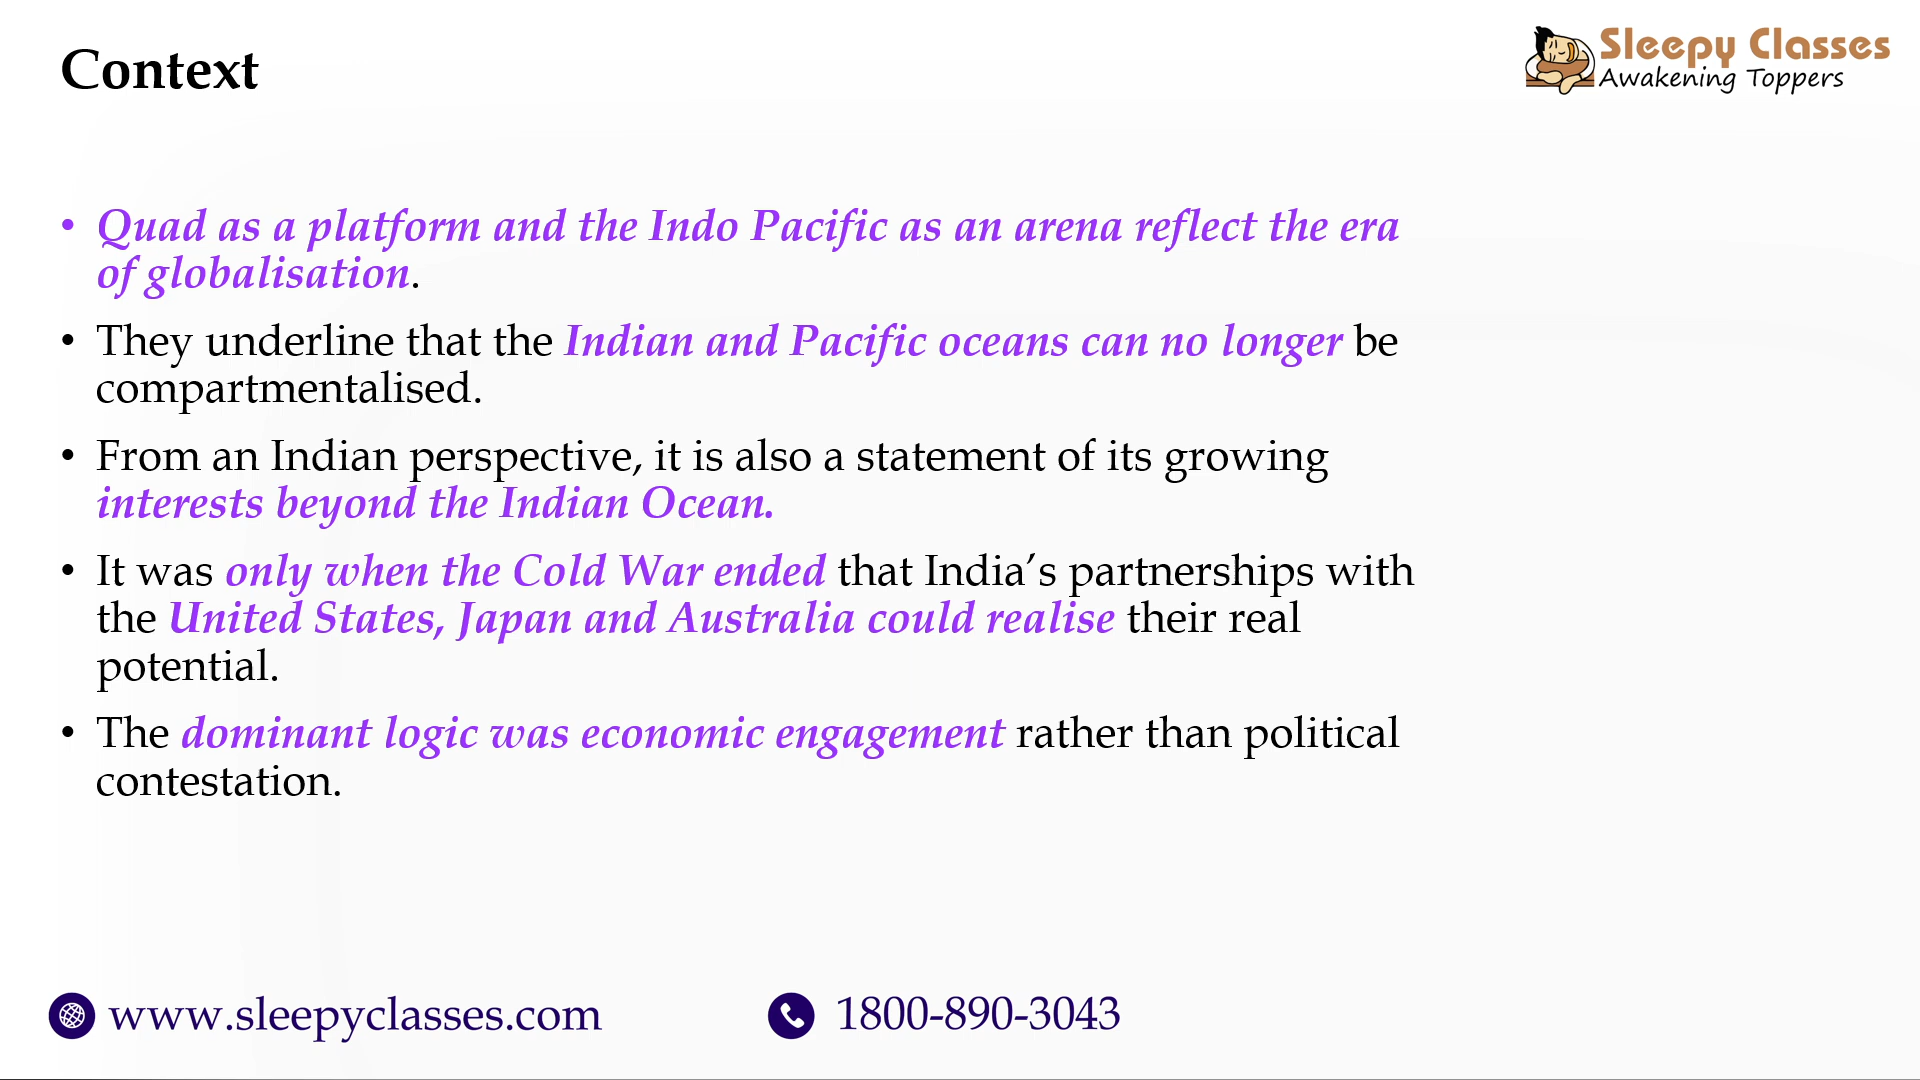 Context
Sleepy Classes
Awakening Toppers
• Quad as a platform and the Indo Pacific as an arena reflect the era
of globalisation.
• They underline that the Indian and Pacific oceans can no longer be
compartmentalised.
• From an Indian perspective, it is also a statement of its growing
interests beyond the Indian Ocean.
• It was only when the Cold War ended that India’s partnerships with
the United States, Japan and Australia could realise their real
potential.
• The dominant logic was economic engagement rather than political
contestation.
www.sleepyclasses.com
1800-890-3043